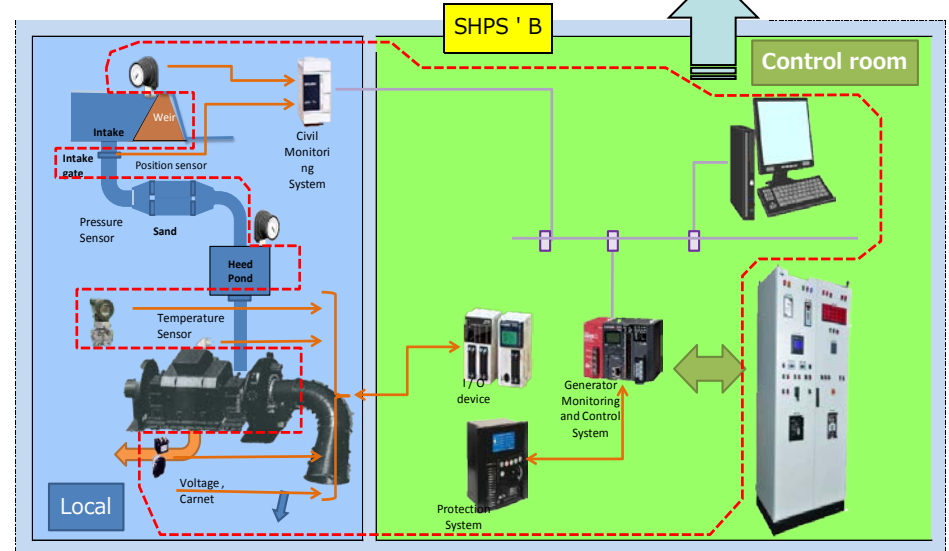 SHPS ' B
Control room
Weir
Intake
Intake
gate
Position sensor
Civil
Monitori
ng
System
Pressure
Sensor
Sand
Heed
Pond
Temperature
Sensor
I / O
device
Generator
Monitoring
and Control
System
Protection
System
Voltage ,
Carnet
Local